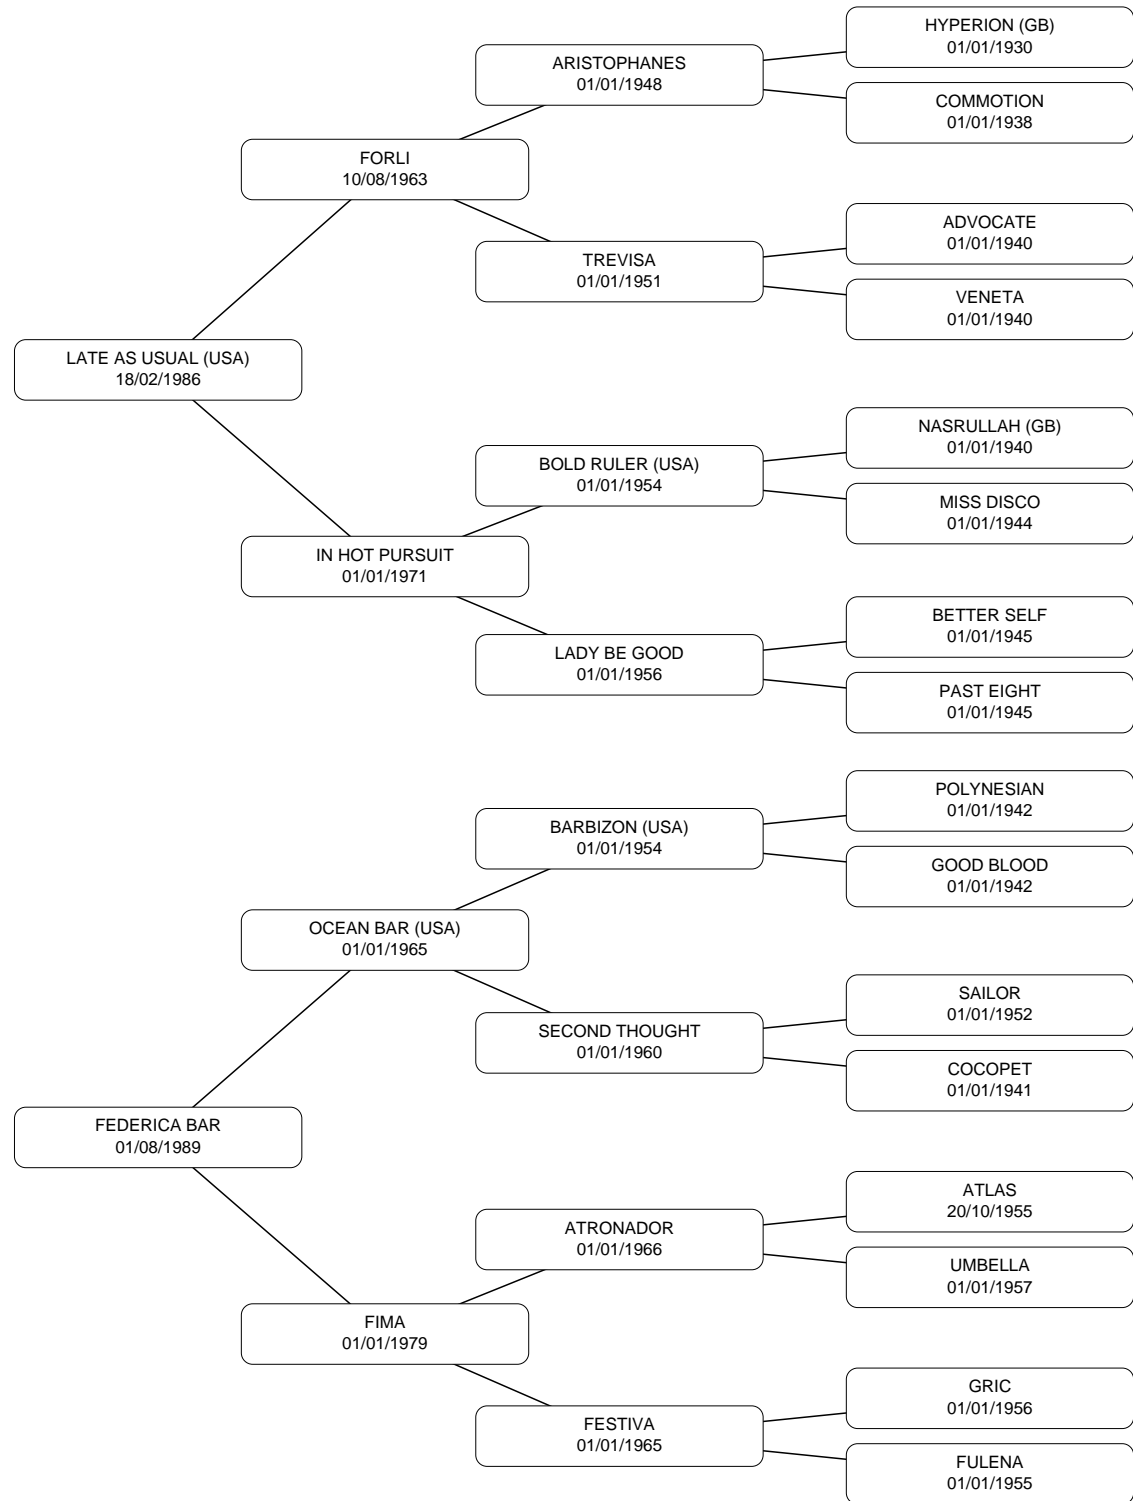 HYPERION (GB)
01/01/1930
ARISTOPHANES
01/01/1948
COMMOTION
01/01/1938
FORLI
10/08/1963
ADVOCATE
01/01/1940
TREVISA
01/01/1951
VENETA
01/01/1940
LATE AS USUAL (USA)
18/02/1986
NASRULLAH (GB)
01/01/1940
BOLD RULER (USA)
01/01/1954
MISS DISCO
01/01/1944
IN HOT PURSUIT
01/01/1971
BETTER SELF
01/01/1945
LADY BE GOOD
01/01/1956
PAST EIGHT
01/01/1945
POLYNESIAN
01/01/1942
BARBIZON (USA)
01/01/1954
GOOD BLOOD
01/01/1942
OCEAN BAR (USA)
01/01/1965
SAILOR
01/01/1952
SECOND THOUGHT
01/01/1960
COCOPET
01/01/1941
FEDERICA BAR
01/08/1989
ATLAS
20/10/1955
ATRONADOR
01/01/1966
UMBELLA
01/01/1957
FIMA
01/01/1979
GRIC
01/01/1956
FESTIVA
01/01/1965
FULENA
01/01/1955